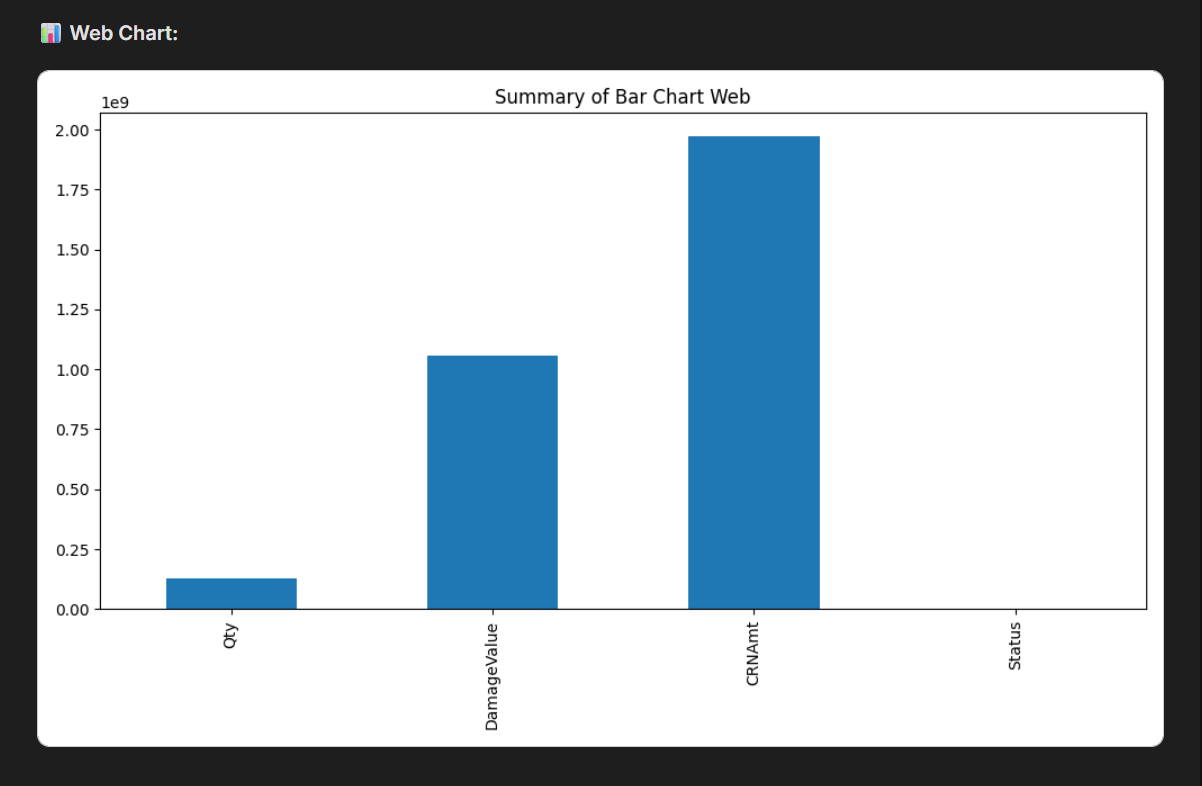 📊 Web Chart:
Summary of Bar Chart Web
1e9
2.00
1.75
1.50
1.25
1.00
0.75
0.50
0.25
0.00
Qty
DamageValue
CRNAmt
Status